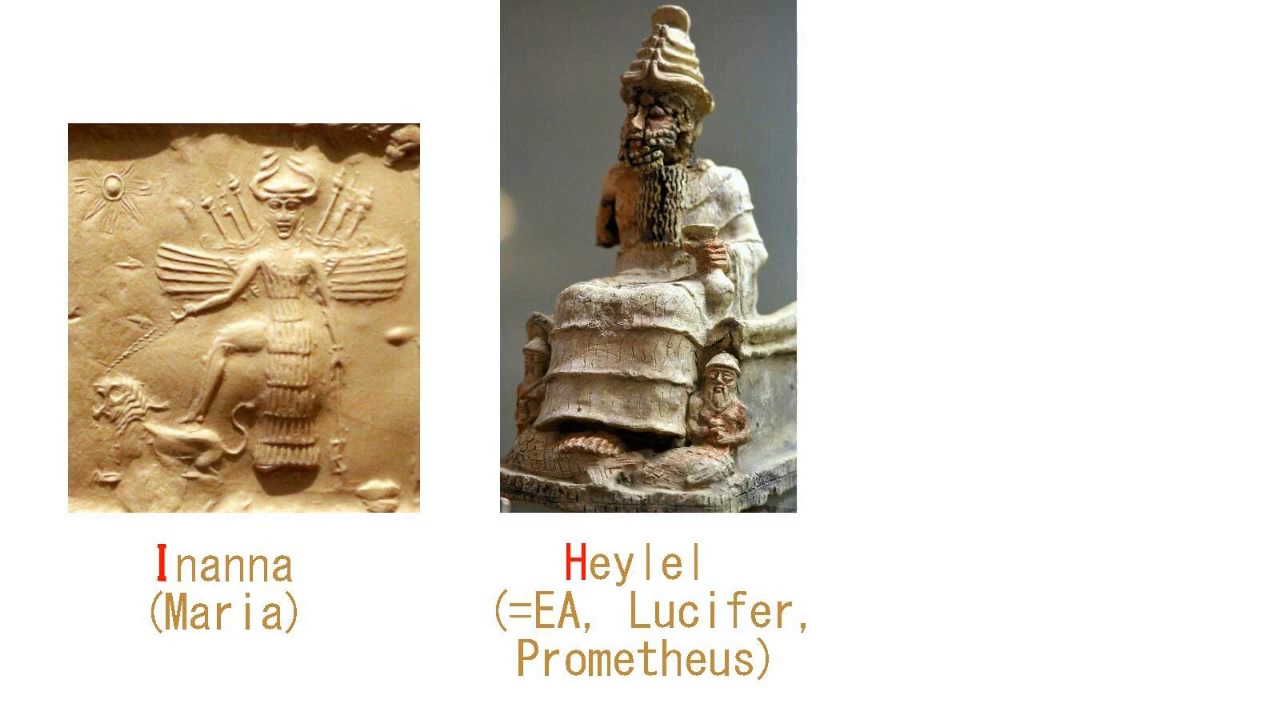 Inanna
(Maria)
Heylel
(=EA, Lucifer,
Prometheus)